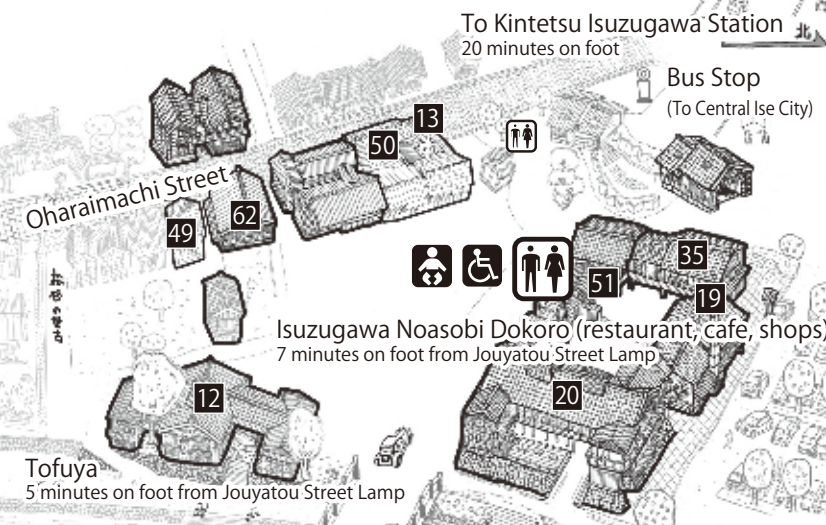 To Kintetsu Isuzugawa Station
20 minutes on foot
北
Bus Stop
(To Central Ise City)
13
50
Oharaimachi Street
62
49
35
51
19
Isuzugawa Noasobi Dokoro (restaurant, cafe, shops)
7 minutes on foot from Jouyatou Street Lamp
20
12
Tofuya
5 minutes on foot from Jouyatou Street Lamp